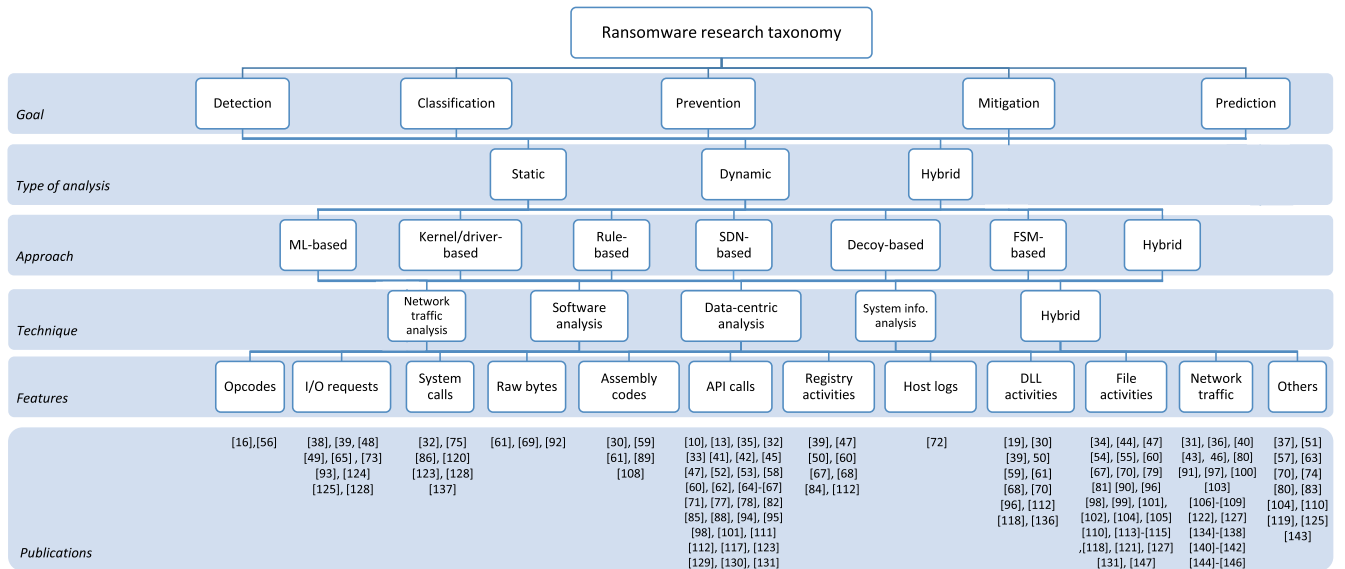 Ransomware research taxonomy
Goal
Detection
Classification
Prevention
Mitigation
Prediction
Type of analysis
Static
Dynamic
Hybrid
Approach
ML-based
Kernel/driver-
based
Rule-
based
SDN-
based
Decoy-based
FSM-
based
Hybrid
Technique
Network
traffic
analysis
Software
analysis
Data-centric
analysis
System info.
analysis
Hybrid
Features
Opcodes
I/O requests
System
calls
Raw bytes
Assembly
codes
API calls
Registry
activities
Host logs
DLL
activities
File
activities
Network
traffic
Others
Publications
[16],[56]
[38], [39, [48]
[49], [65] , [73]
[93], [124]
[125], [128]
[32], [75]
[86], [120]
[123], [128]
[137]
[61], [69], [92]
[30], [59]
[61], [89]
[108]
[10], [13], [35], [32]
[33] [41], [42], [45]
[47], [52], [53], [58]
[60], [62], [64]-[67]
[71], [77], [78], [82]
[85], [88], [94], [95]
[98], [101], [111]
[112], [117], [123]
[129], [130], [131]
[39], [47]
[50], [60]
[67], [68]
[84], [112]
[72]
[19], [30]
[39], 50]
[59], [61]
[68], [70]
[96], [112]
[118], [136]
[34], [44], [47]
[54], [55], [60]
[67], [70], [79]
[81] [90], [96]
[98], [99], [101],
[102], [104], [105]
[110], [113]-[115]
,[118], [121], [127]
[131], [147]
[31], [36], [40]
[43], 46], [80]
[91], [97], [100]
[103]
[106]-[109]
[122], [127]
[134]-[138]
[140]-[142]
[144]-[146]
[37], [51]
[57], [63]
[70], [74]
[80], [83]
[104], [110]
[119], [125]
[143]